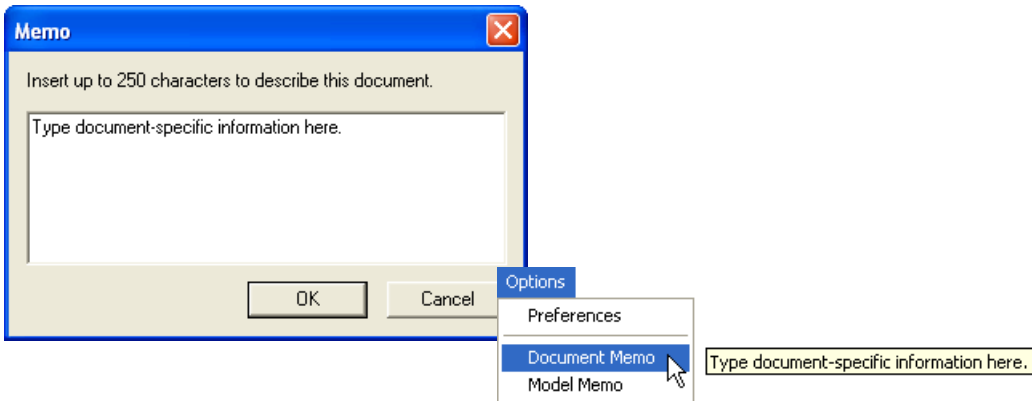 Memo
Insert up to 250 characters to describe this document.
Type document-specific information here.
OK
Cancel
Options
Preferences
Document Memo
Type document-specific information here.
Model Memo